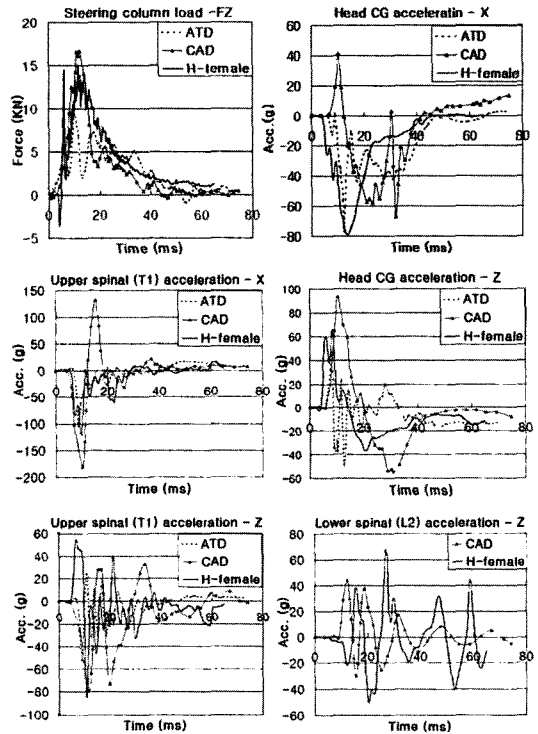 Steering column load -FZ
ATD
CAD
H-female
Force (KN)
20
15
10
5
0
-5
0 20 40 60 80
Time (ms)
Head CG acceleratin - X
ATD
CAD
H-female
Acc. (g)
60
40
20
0
-20
-40
-60
-80
0 20 40 60 80
Time (ms)
Upper spinal (T1) acceleration - X
ATD
CAD
H-female
Acc. (g)
150
100
50
0
-50
-100
-150
-200
0 20 40 60 80
Time (ms)
Head CG acceleration - Z
ATD
CAD
H-female
Acc. (g)
100
80
60
40
20
0
-20
-40
-60
0 20 40 60 80
Time (ms)
Upper spinal (T1) acceleration - Z
ATD
CAD
H-female
Acc. (g)
60
40
20
0
-20
-40
-60
-80
-100
0 20 40 60 80
Time (ms)
Lower spinal (L2) acceleration - Z
CAD
H-female
Acc. (g)
80
60
40
20
0
-20
-40
-60
0 20 40 60 80
Time (ms)